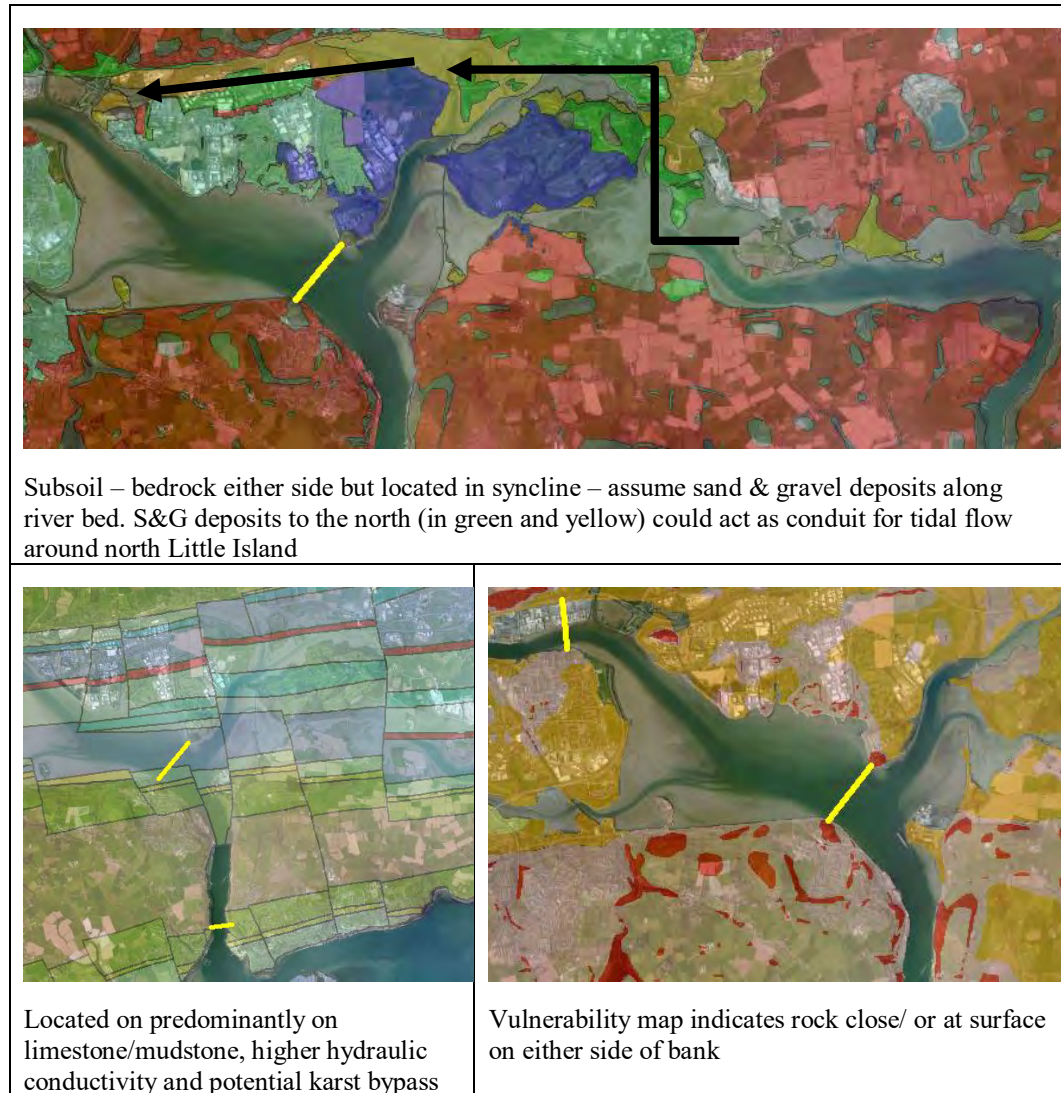 Subsoil – bedrock either side but located in syncline – assume sand & gravel deposits along
river bed. S&G deposits to the north (in green and yellow) could act as conduit for tidal flow
around north Little Island
Located on predominantly on
limestone/mudstone, higher hydraulic
conductivity and potential karst bypass
Vulnerability map indicates rock close/ or at surface
on either side of bank